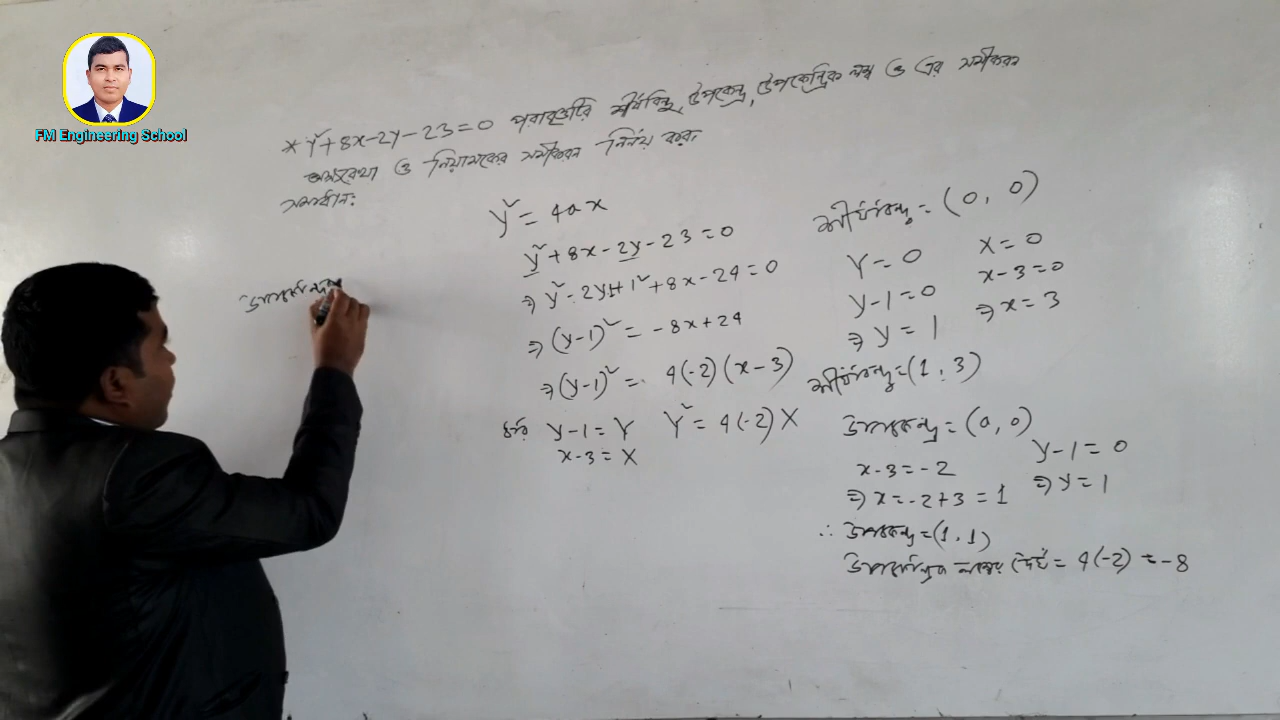 FM Engineering School
* y²+8x-2y-23=0 পরাবৃত্তটির শীর্ষবিন্দু, উপকেন্দ্র, উপকেন্দ্রিক লম্ব ও এর সমীকরন
অক্ষরেখা ও নিয়ামকের সমীকরন নির্নয় কর।
সমাধান:
y² = 4ax
y²+8x-2y-23=0
⇒ y²-2y.1+1²+8x-24=0
⇒ (y-1)² = -8x+24
⇒ (y-1)² = 4(-2)(x-3)
ধরি y-1=Y Y² = 4(-2)X
x-3=X
শীর্ষবিন্দু = (0, 0)
Y=0 X=0
y-1=0 x-3=0
⇒ y=1 ⇒ x=3
শীর্ষবিন্দু=(1, 3)
উপকেন্দ্র=(a, 0)
x-3=-2 y-1=0
⇒ x=-2+3=1 ⇒ y=1
∴ উপকেন্দ্র=(1, 1)
উপকেন্দ্রিক লম্বের দৈর্ঘ্য = 4(-2) = -8